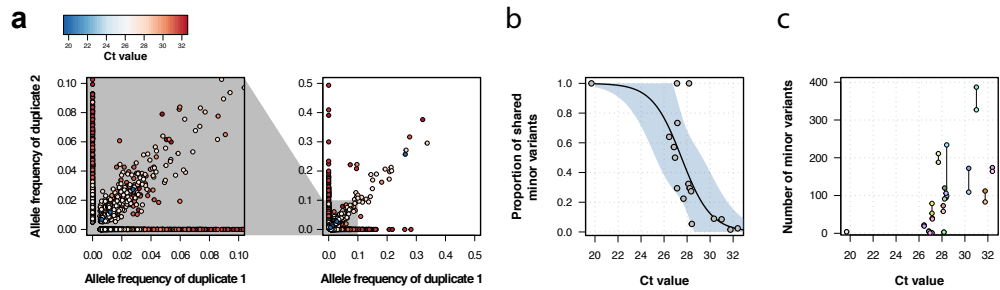 a
20 22 24 26 28 30 32
Ct value
Allele frequency of duplicate 2
0.10
0.08
0.06
0.04
0.02
0.00
0.00 0.02 0.04 0.06 0.08 0.10
Allele frequency of duplicate 1
0.5
0.4
0.3
0.2
0.1
0.0
0.0 0.1 0.2 0.3 0.4 0.5
Allele frequency of duplicate 1
b
Proportion of shared
minor variants
1.0
0.8
0.6
0.4
0.2
0.0
20 22 24 26 28 30 32
Ct value
c
Number of minor variants
400
300
200
100
0
20 22 24 26 28 30 32
Ct value